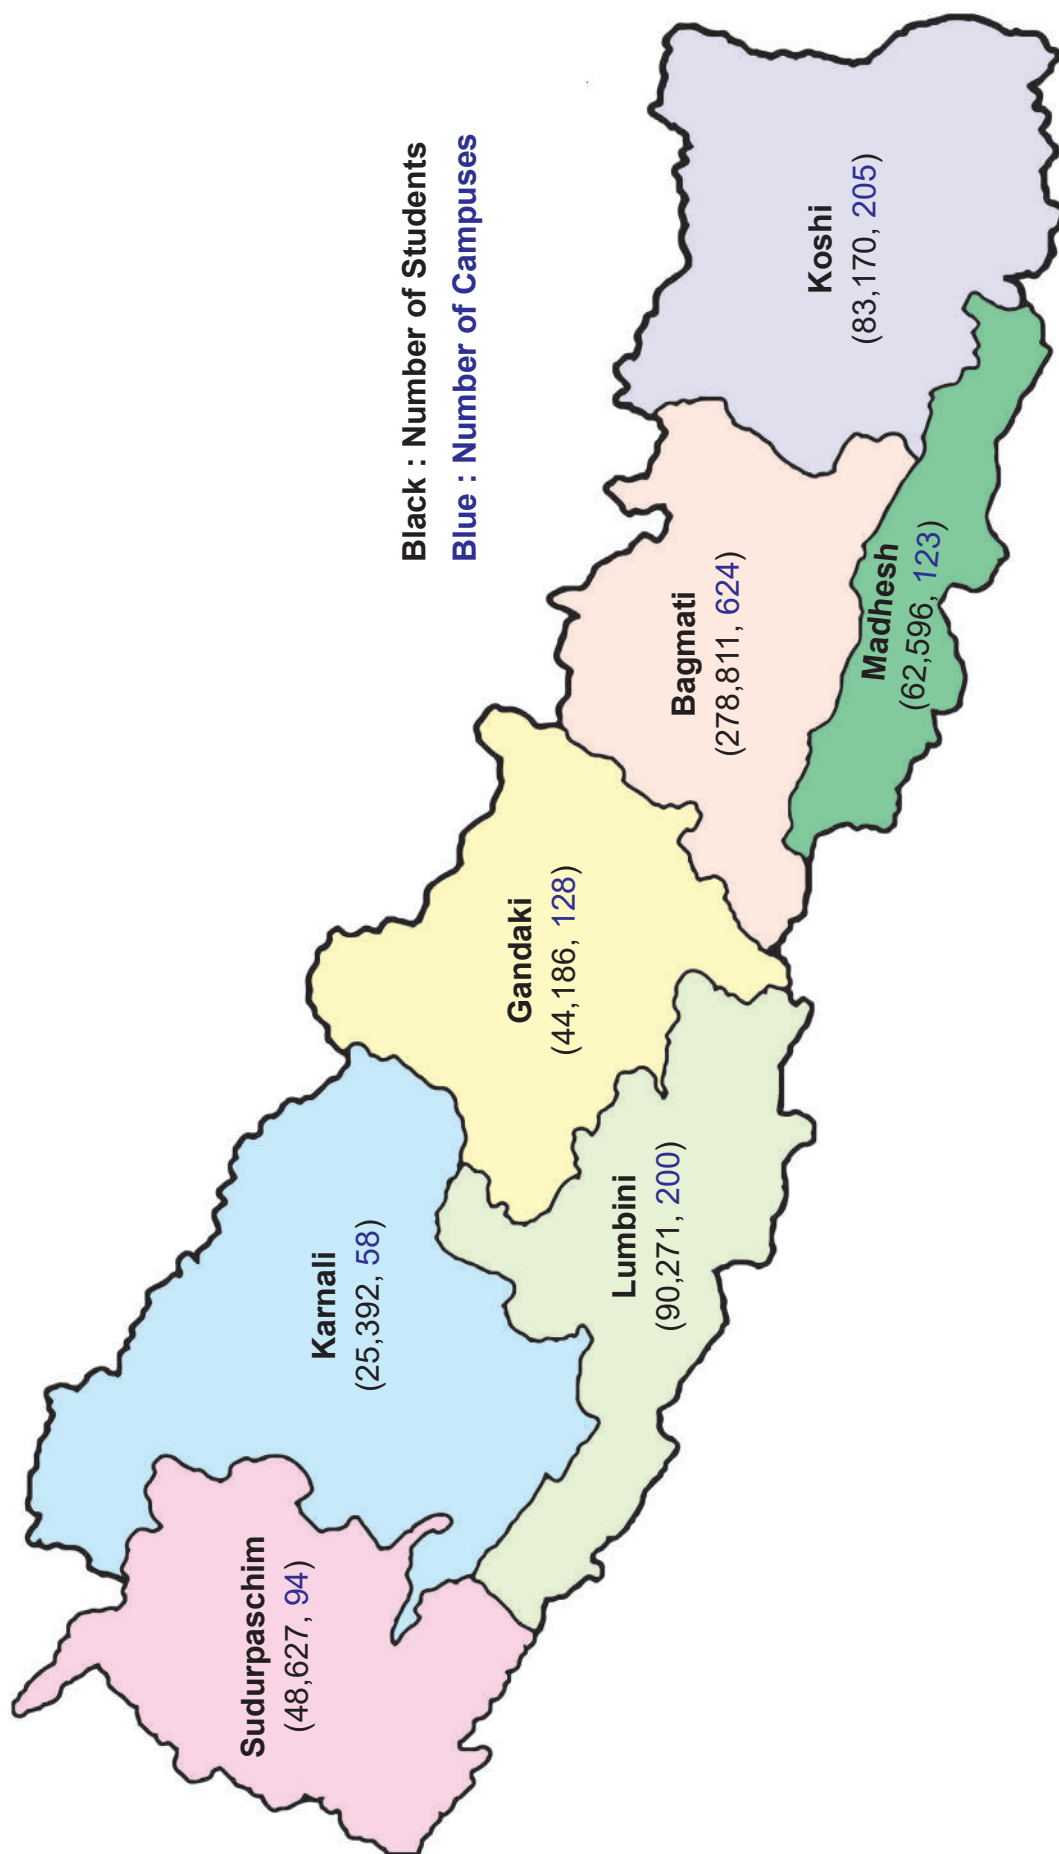 Black : Number of Students
Blue : Number of Campuses
Sudurpaschim
(48,627, 94)
Karnali
(25,392, 58)
Gandaki
(44,186, 128)
Lumbini
(90,271, 200)
Bagmati
(278,811, 624)
Madhesh
(62,596, 123)
Koshi
(83,170, 205)